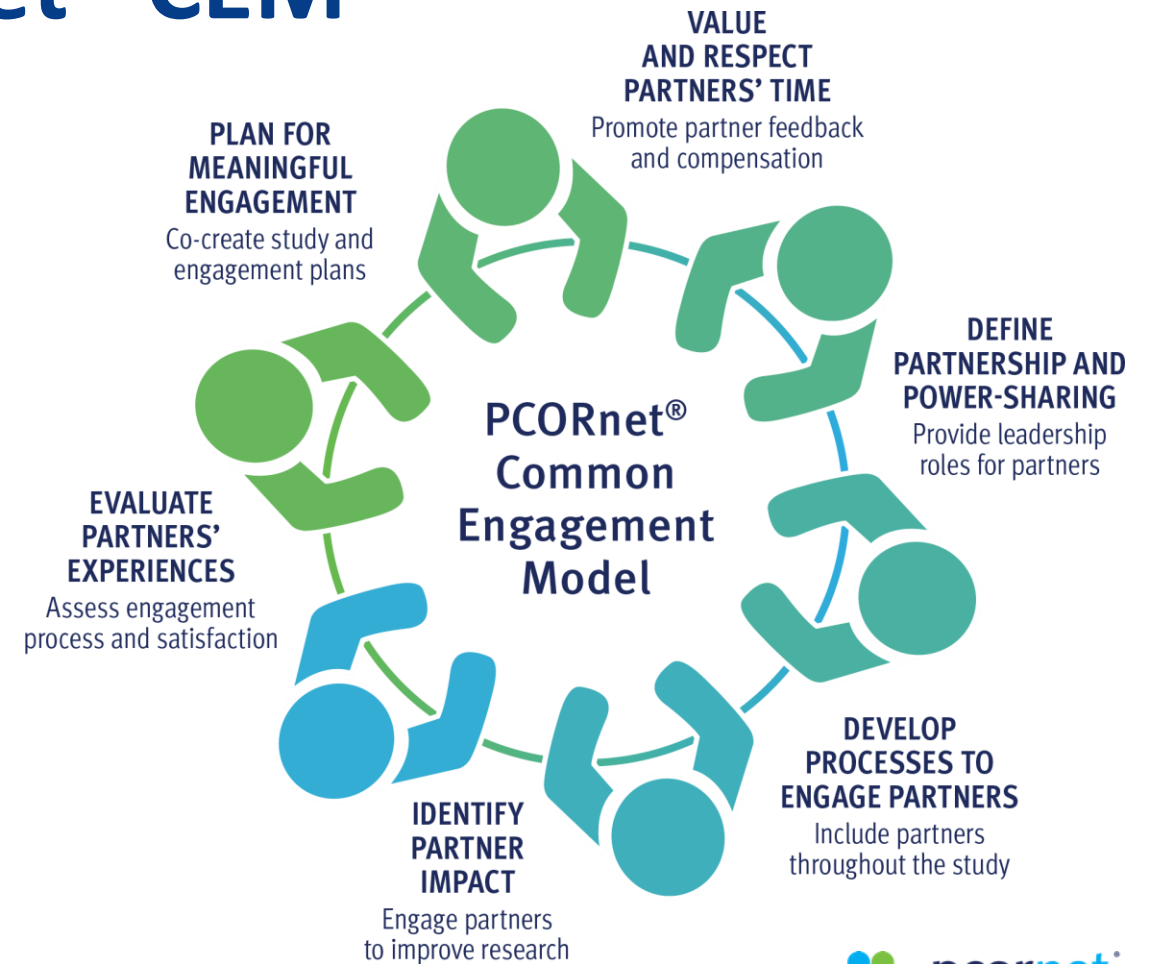 CEM
VALUE
AND RESPECT
PARTNERS’ TIME
Promote partner feedback
and compensation
PLAN FOR
MEANINGFUL
ENGAGEMENT
Co-create study and
engagement plans
DEFINE
PARTNERSHIP AND
POWER-SHARING
Provide leadership
roles for partners
PCORnet®
Common
Engagement
Model
EVALUATE
PARTNERS’
EXPERIENCES
Assess engagement
process and satisfaction
DEVELOP
PROCESSES TO
ENGAGE PARTNERS
Include partners
throughout the study
IDENTIFY
PARTNER
IMPACT
Engage partners
to improve research
pcornet